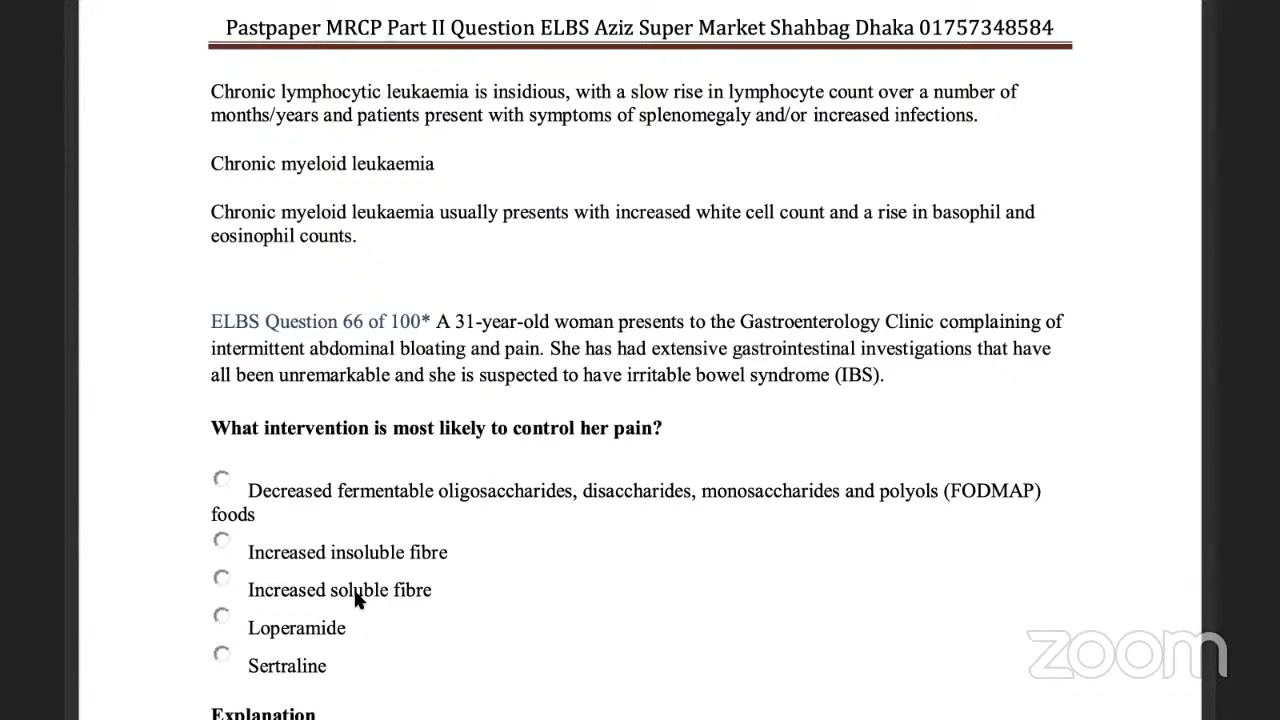 Pastpaper MRCP Part II Question ELBS Aziz Super Market Shahbag Dhaka 01757348584
Chronic lymphocytic leukaemia is insidious, with a slow rise in lymphocyte count over a number of
months/years and patients present with symptoms of splenomegaly and/or increased infections.
Chronic myeloid leukaemia
Chronic myeloid leukaemia usually presents with increased white cell count and a rise in basophil and
eosinophil counts.
ELBS Question 66 of 100* A 31-year-old woman presents to the Gastroenterology Clinic complaining of
intermittent abdominal bloating and pain. She has had extensive gastrointestinal investigations that have
all been unremarkable and she is suspected to have irritable bowel syndrome (IBS).
What intervention is most likely to control her pain?
Decreased fermentable oligosaccharides, disaccharides, monosaccharides and polyols (FODMAP)
foods
Increased insoluble fibre
Increased soluble fibre
Loperamide
Sertraline
Explanation
zoom